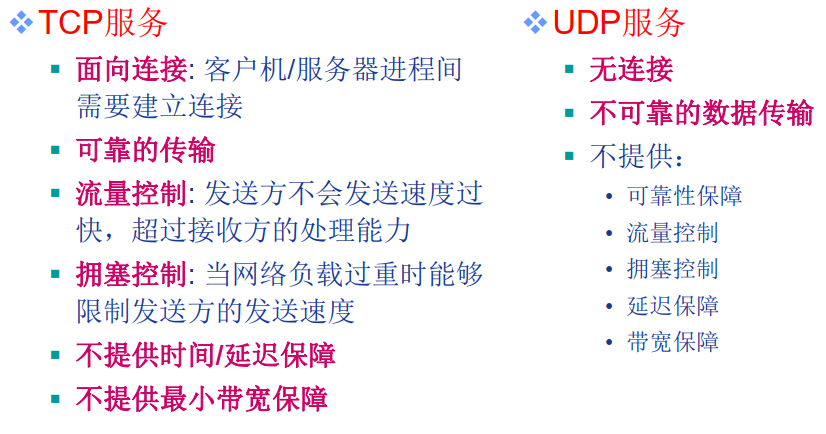 TCP服务
面向连接: 客户机/服务器进程间
需要建立连接
可靠的传输
流量控制: 发送方不会发送速度过
快，超过接收方的处理能力
拥塞控制: 当网络负载过重时能够
限制发送方的发送速度
不提供时间/延迟保障
不提供最小带宽保障
UDP服务
无连接
不可靠的数据传输
不提供：
可靠性保障
流量控制
拥塞控制
延迟保障
带宽保障